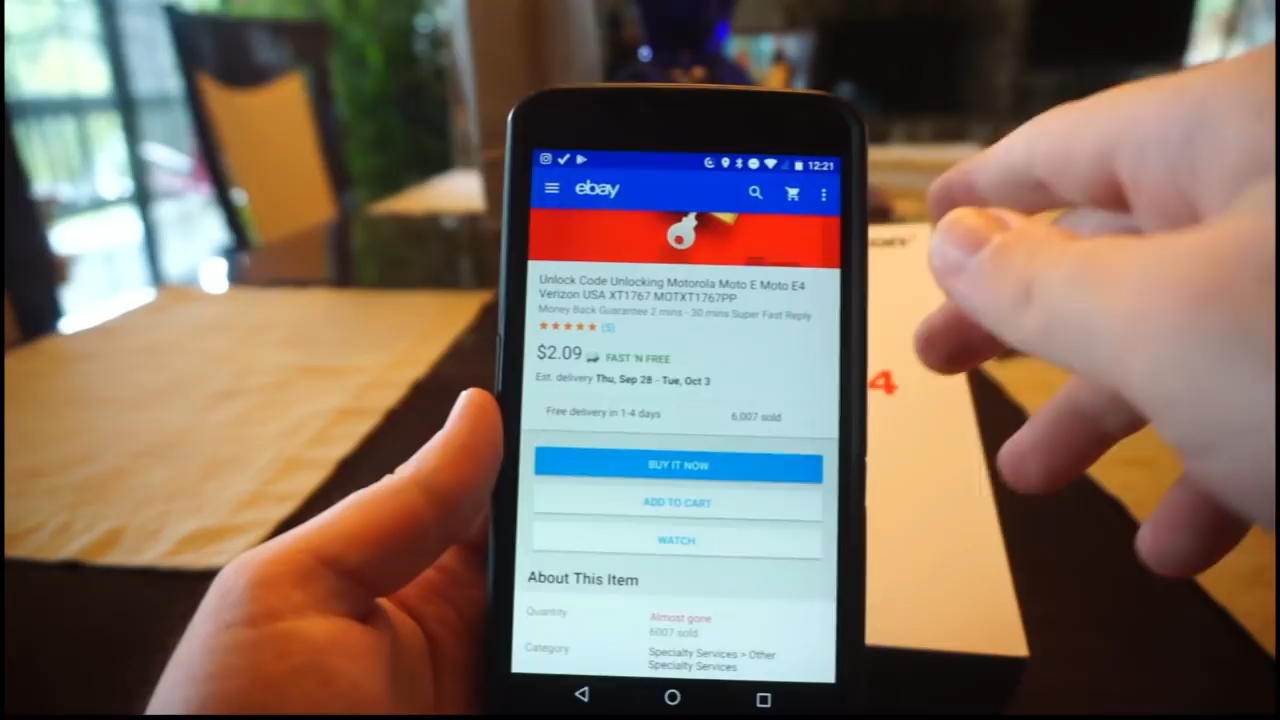 12:21
ebay
Unlock Code Unlocking Motorola Moto E Moto E4
Verizon USA XT1767 MOTXT1767PP
Money Back Guarantee 2 mins - 30 mins Super Fast Reply
(5)
$2.09 FAST 'N FREE
Est. delivery Thu, Sep 28 - Tue, Oct 3
Free delivery in 1-4 days 6,007 sold
BUY IT NOW
ADD TO CART
WATCH
About This Item
Quantity Almost gone
6007 sold
Category Specialty Services > Other
Specialty Services
4